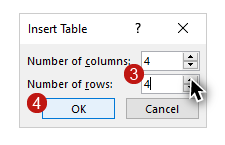 Insert Table ? ×
Number of columns: 4
3
Number of rows: 4
4 OK Cancel